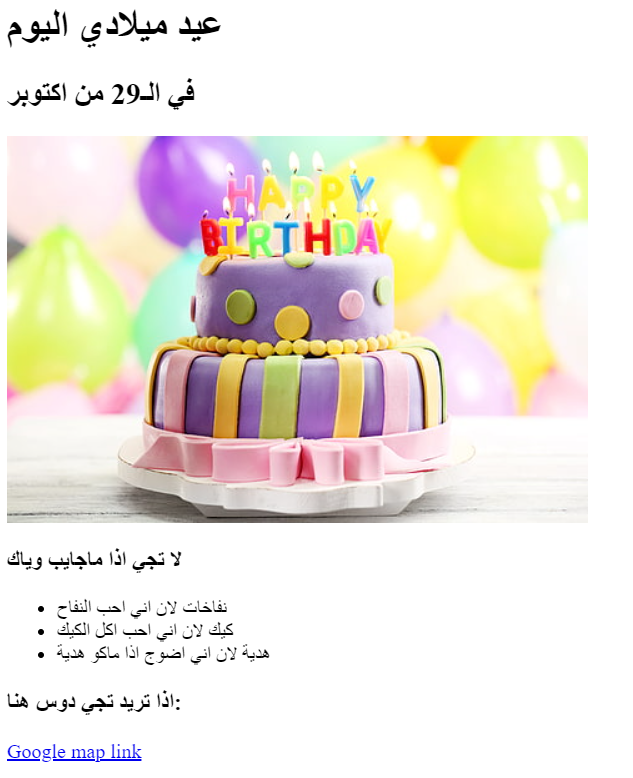 عيد ميلادي اليوم
في الـ29 من اكتوبر
HAPPY
BIRTHDAY
لا تجي اذا ماجايب وياك
نفاخات لان اني احب النفاخ
كيك لان اني احب اكل الكيك
هدية لان اني اضوج اذا ماكو هدية
اذا تريد تجي دوس هنا:
Google map link